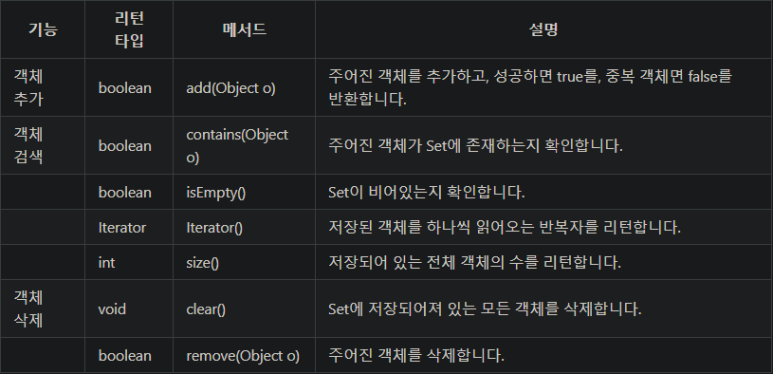 기능 리턴 타입 메서드 설명
객체 추가 boolean add(Object o) 주어진 객체를 추가하고, 성공하면 true를, 중복 객체면 false를 반환합니다.
객체 검색 boolean contains(Object o) 주어진 객체가 Set에 존재하는지 확인합니다.
boolean isEmpty() Set이 비어있는지 확인합니다.
Iterator Iterator() 저장된 객체를 하나씩 읽어오는 반복자를 리턴합니다.
int size() 저장되어 있는 전체 객체의 수를 리턴합니다.
객체 삭제 void clear() Set에 저장되어져 있는 모든 객체를 삭제합니다.
boolean remove(Object o) 주어진 객체를 삭제합니다.